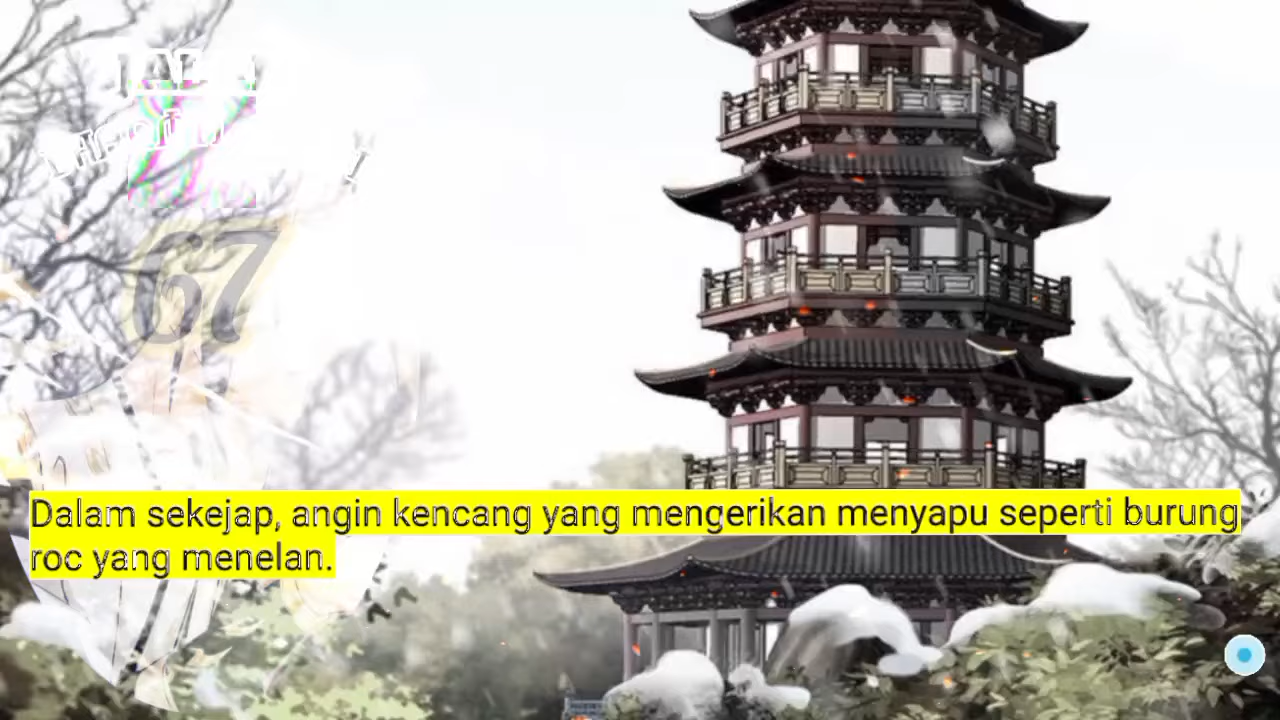 67
Dalam sekejap, angin kencang yang mengerikan menyapu seperti burung
roc yang menelan.